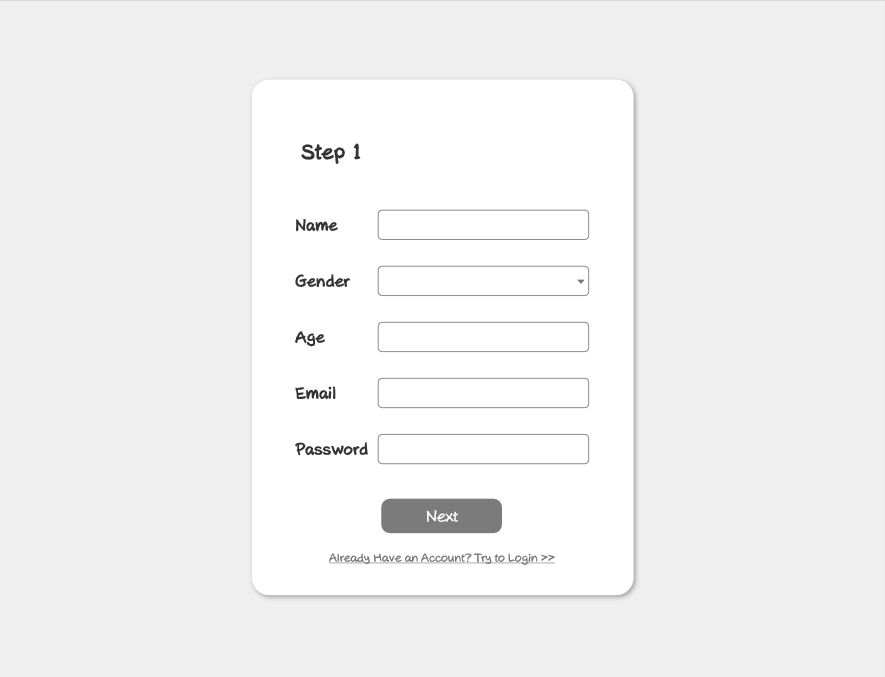 Step 1
Name
Gender
Age
Email
Password
Next
Already Have an Account? Try to Login >>